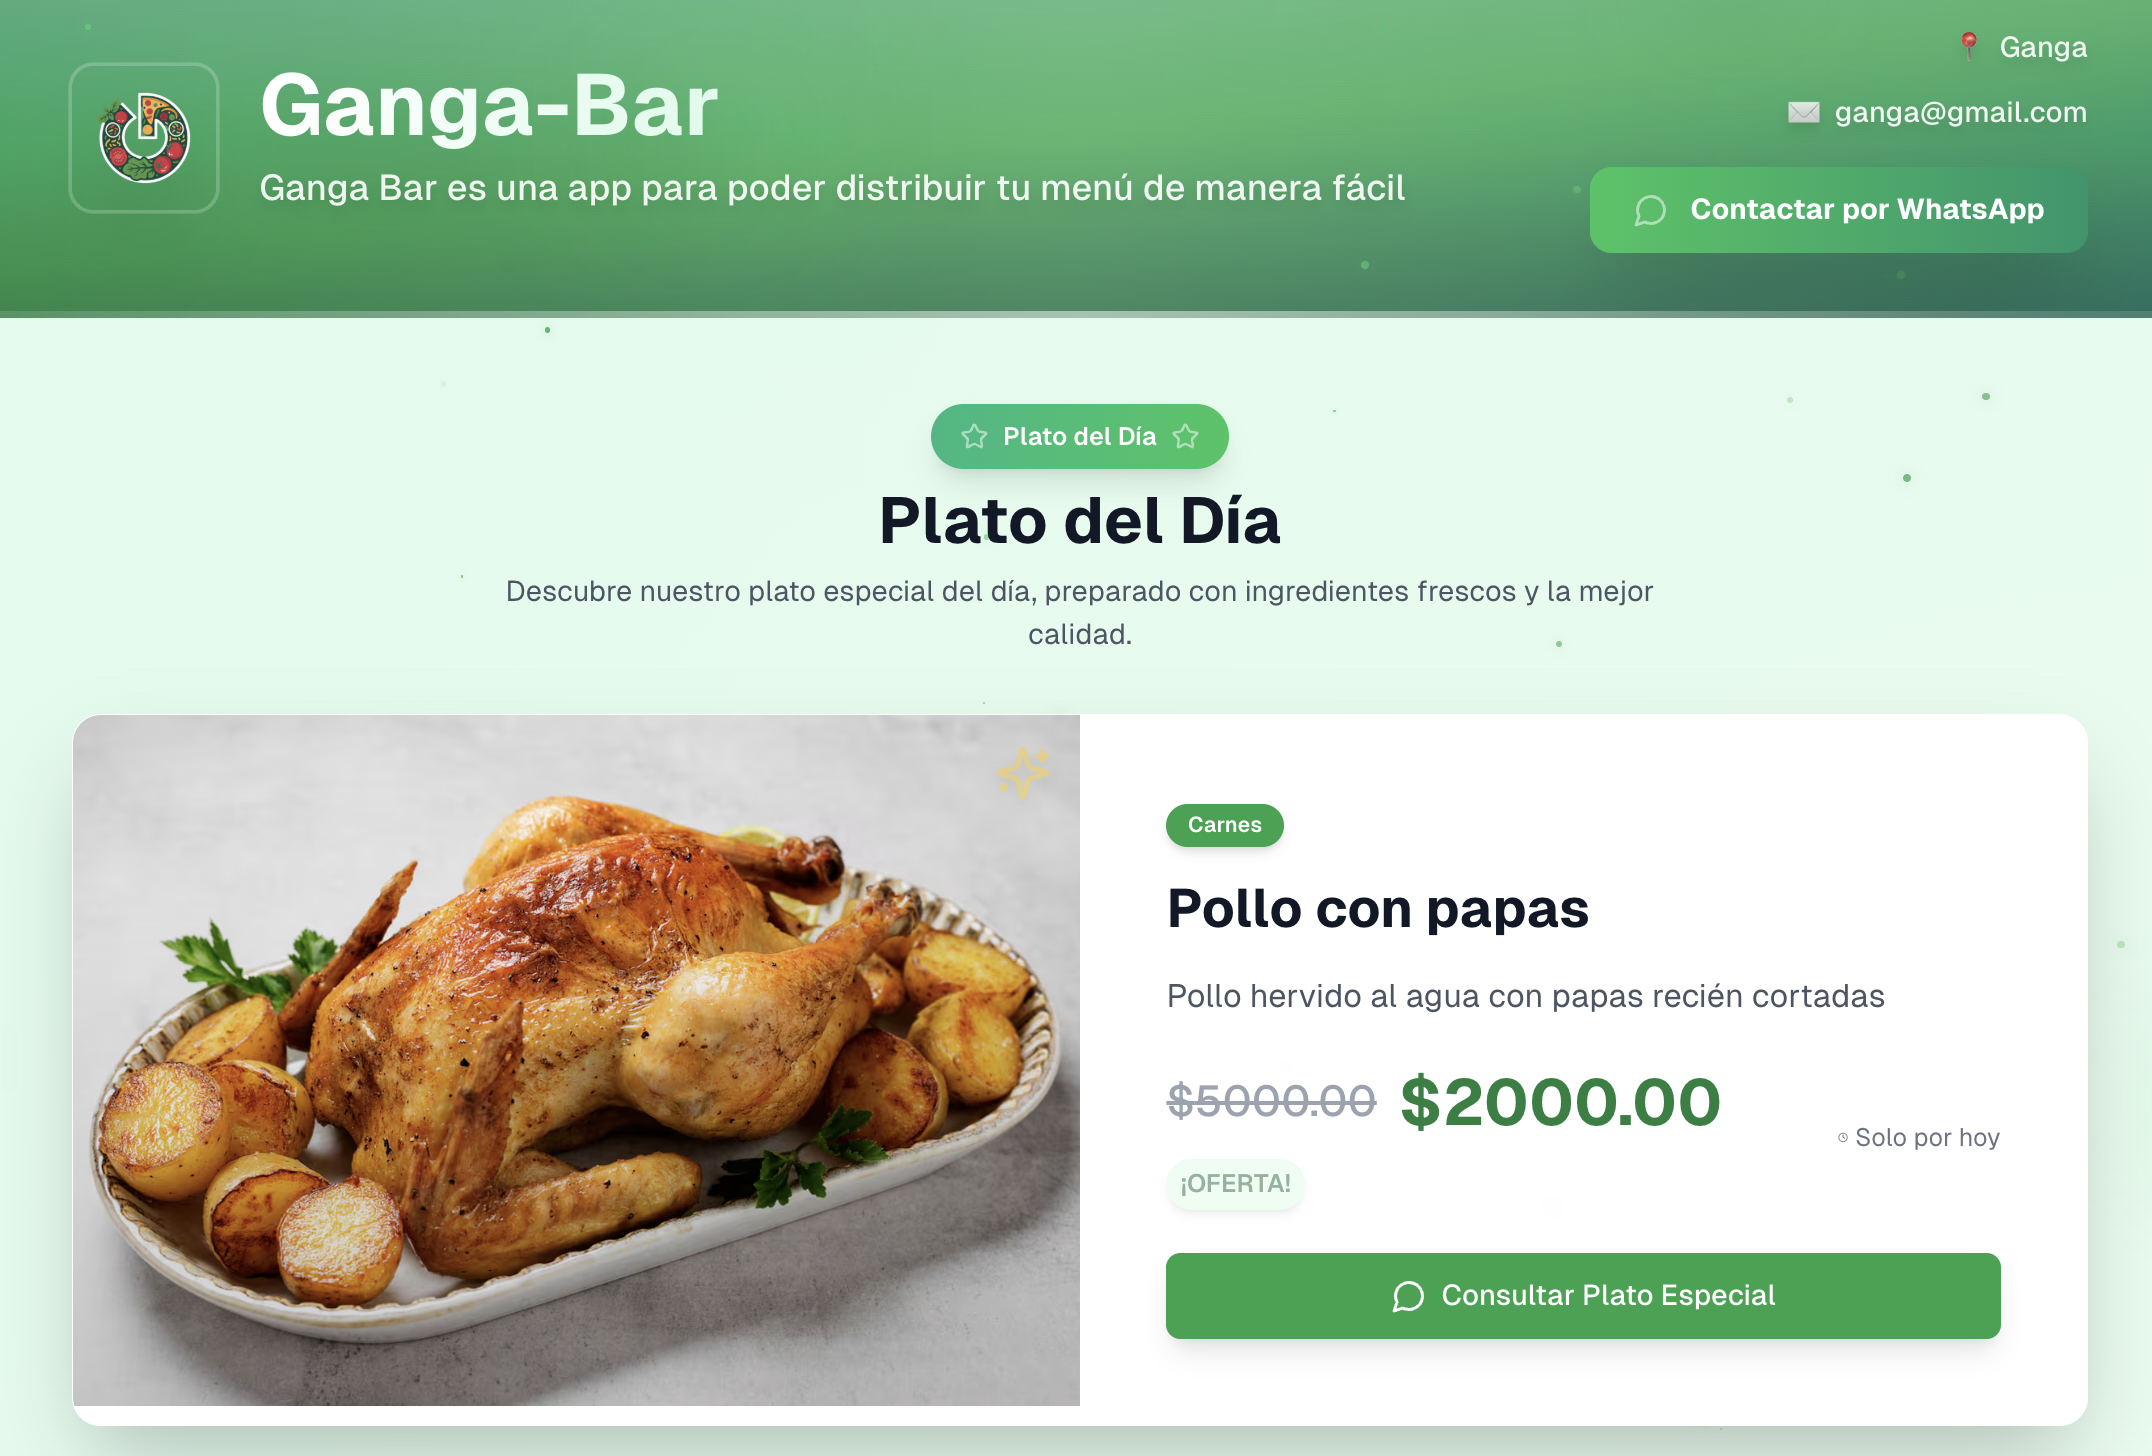 Ganga-Bar
Ganga Bar es una app para poder distribuir tu menú de manera fácil
Ganga
ganga@gmail.com
Contactar por WhatsApp
Plato del Día
Plato del Día
Descubre nuestro plato especial del día, preparado con ingredientes frescos y la mejor
calidad.
Carnes
Pollo con papas
Pollo hervido al agua con papas recién cortadas
$5000.00 $2000.00
Solo por hoy
¡OFERTA!
Consultar Plato Especial